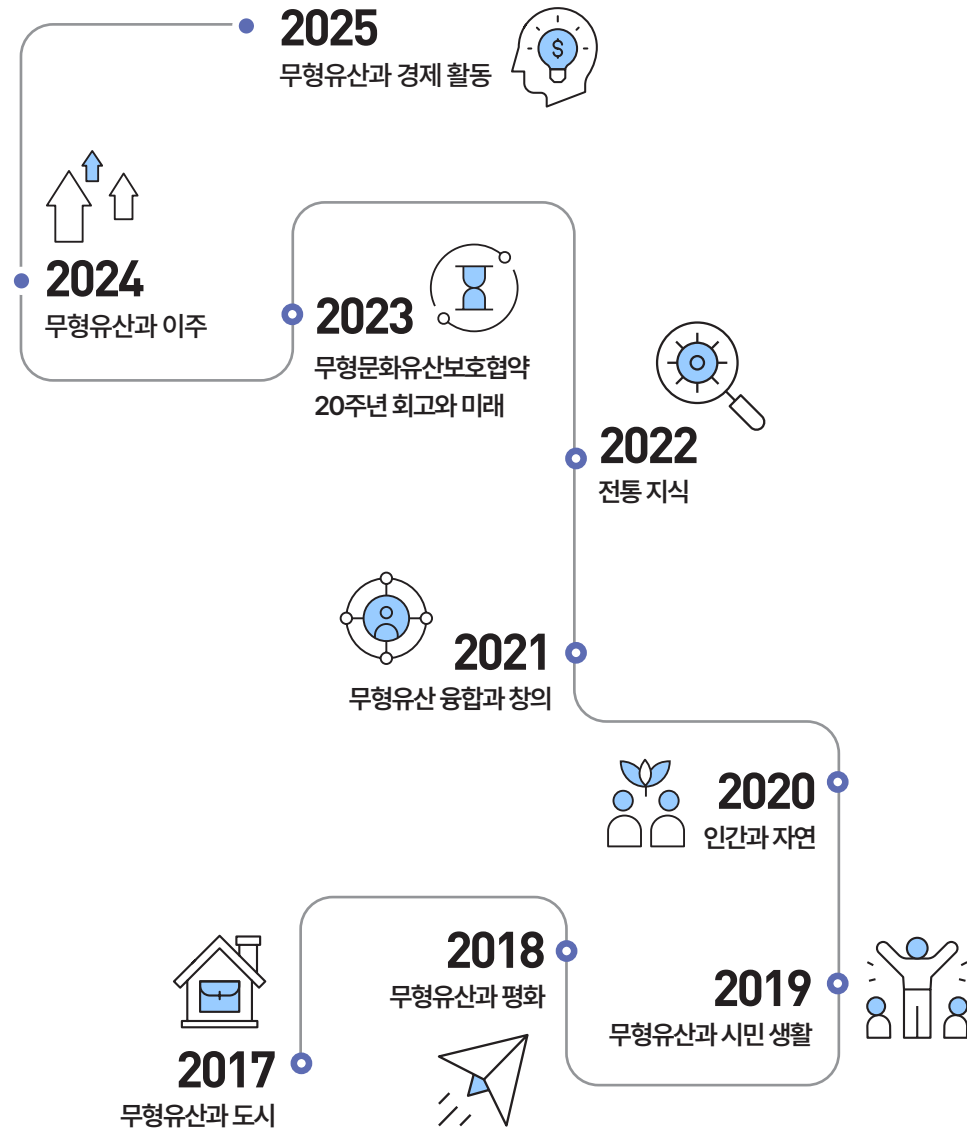 2025
무형유산과 경제 활동
$
2024
무형유산과 이주
2023
무형문화유산보호협약
20주년 회고와 미래
2022
전통 지식
2021
무형유산 융합과 창의
2020
인간과 자연
2019
무형유산과 시민 생활
2018
무형유산과 평화
2017
무형유산과 도시